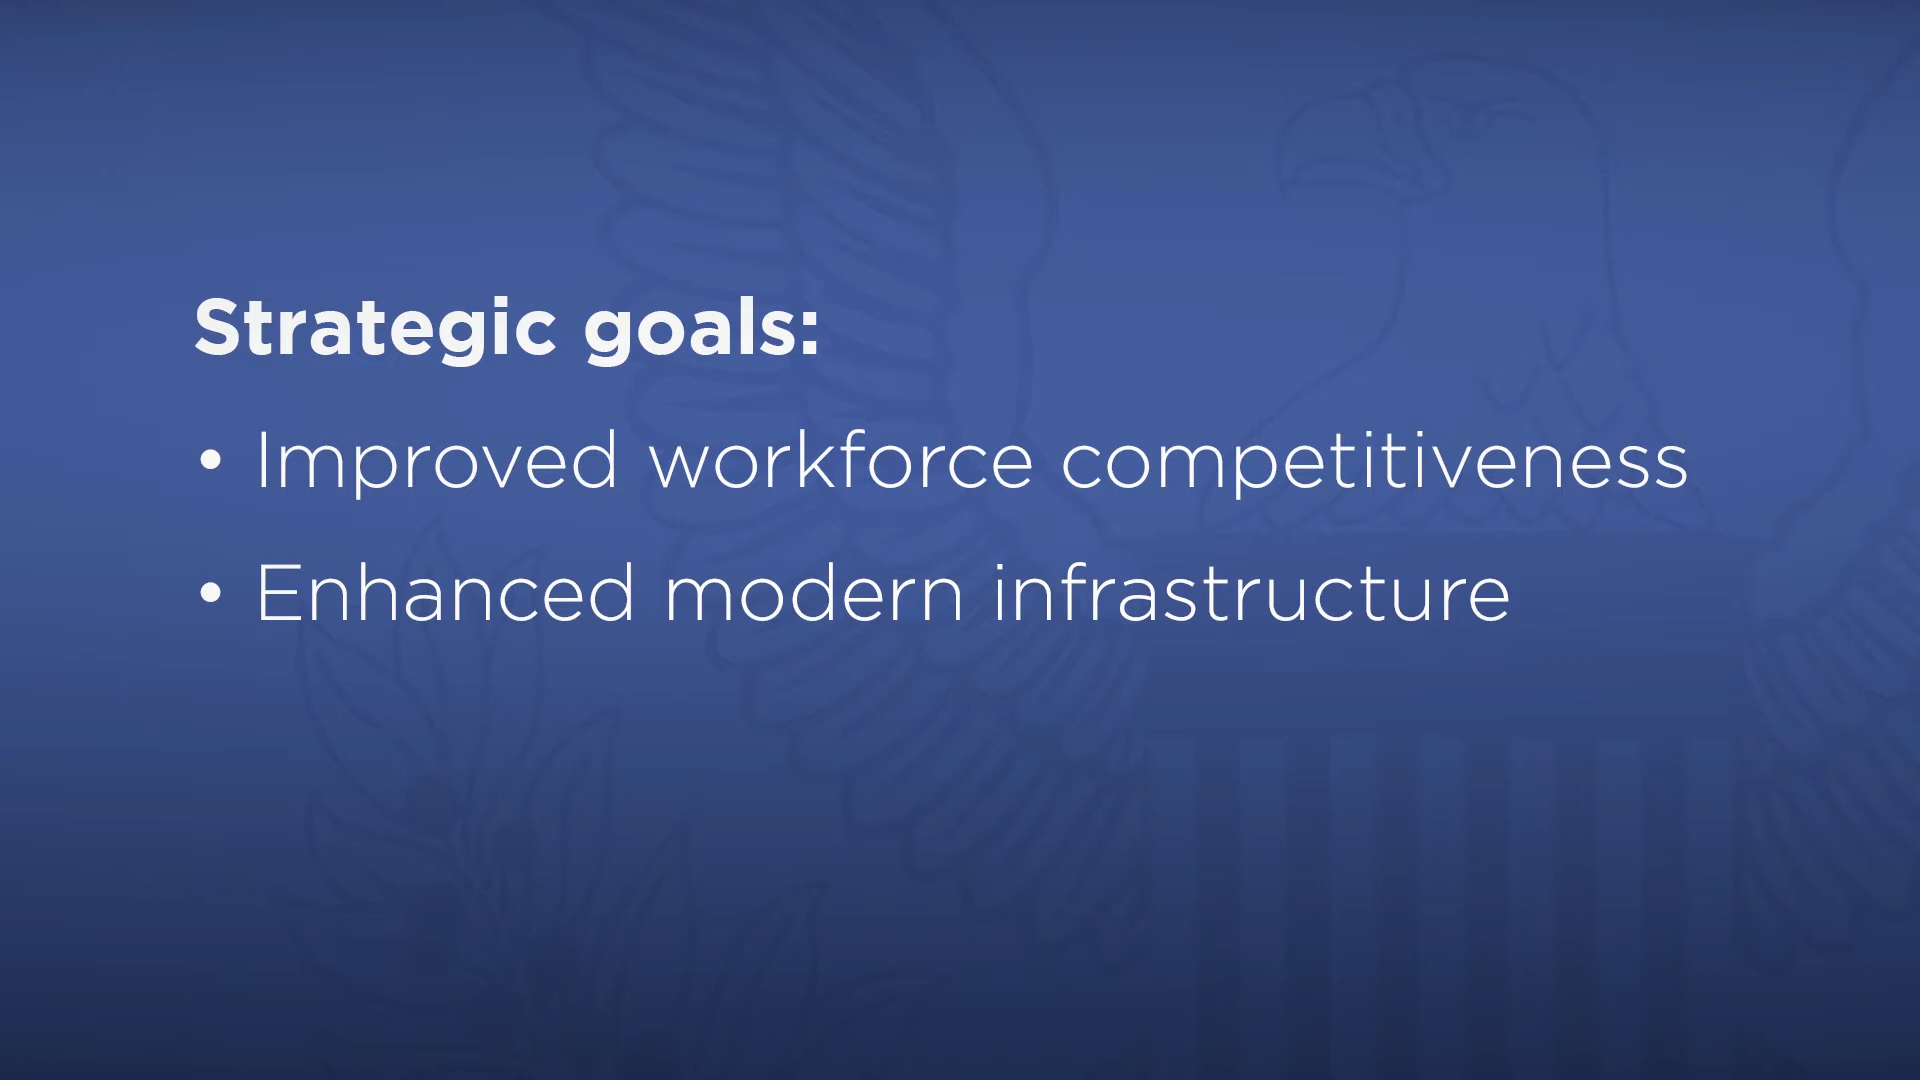 Strategic goals:
• Improved workforce competitiveness
• Enhanced modern infrastructure